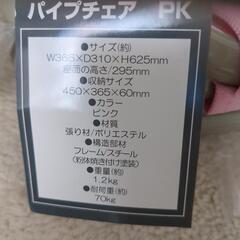 パイプチェア PK
●サイズ(約)
W365×D310×H625mm
座面の高さ/295mm
●収納サイズ
450×365×60mm
●カラー
ピンク
●材質
張り材/ポリエステル
●構造部材
フレーム/スチール
(粉体焼き付け塗装)
●重量(約)
1.2kg
●耐荷重(約)
70kg